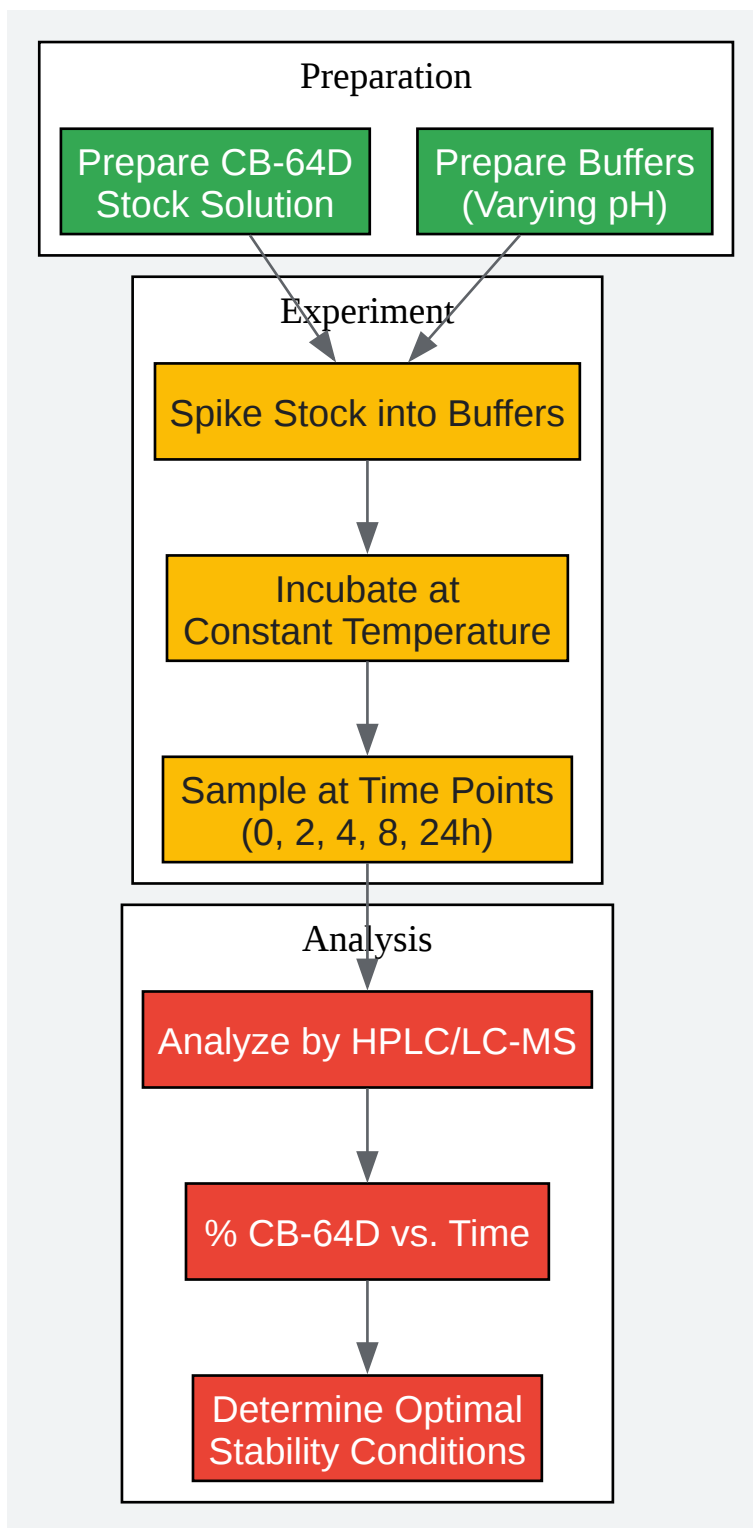 Preparation
Prepare CB-64D
Stock Solution
Prepare Buffers
(Varying pH)
Experiment
Spike Stock into Buffers
Incubate at
Constant Temperature
Sample at Time Points
(0, 2, 4, 8, 24h)
Analysis
Analyze by HPLC/LC-MS
% CB-64D vs. Time
Determine Optimal
Stability Conditions